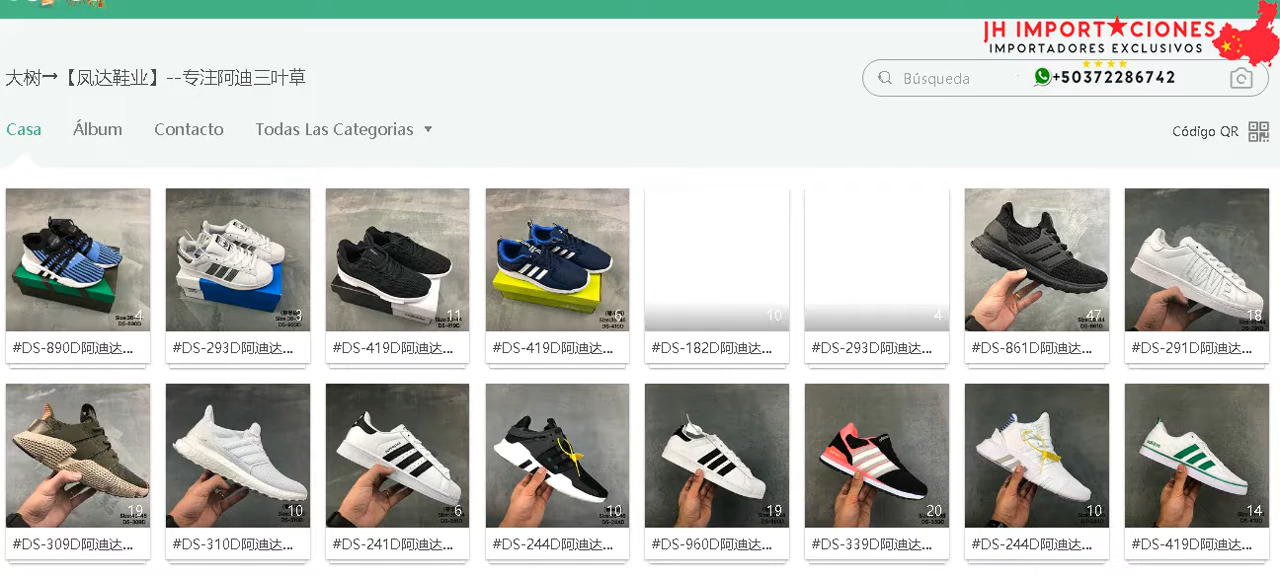 JH IMPORT★CIONES
IMPORTADORES EXCLUSIVOS
大树→【凤达鞋业】--专注阿迪三叶草
Búsqueda
+50372286742
Casa Álbum Contacto Todas Las Categorias
Código QR
4 3 11 6 10 4 47 18
#DS-890D阿迪达... #DS-293D阿迪达... #DS-419D阿迪达... #DS-419D阿迪达... #DS-182D阿迪达... #DS-293D阿迪达... #DS-861D阿迪达... #DS-291D阿迪达...
19 10 6 10 19 20 10 14
#DS-309D阿迪达... #DS-310D阿迪达... #DS-241D阿迪达... #DS-244D阿迪达... #DS-960D阿迪达... #DS-339D阿迪达... #DS-244D阿迪达... #DS-419D阿迪达...